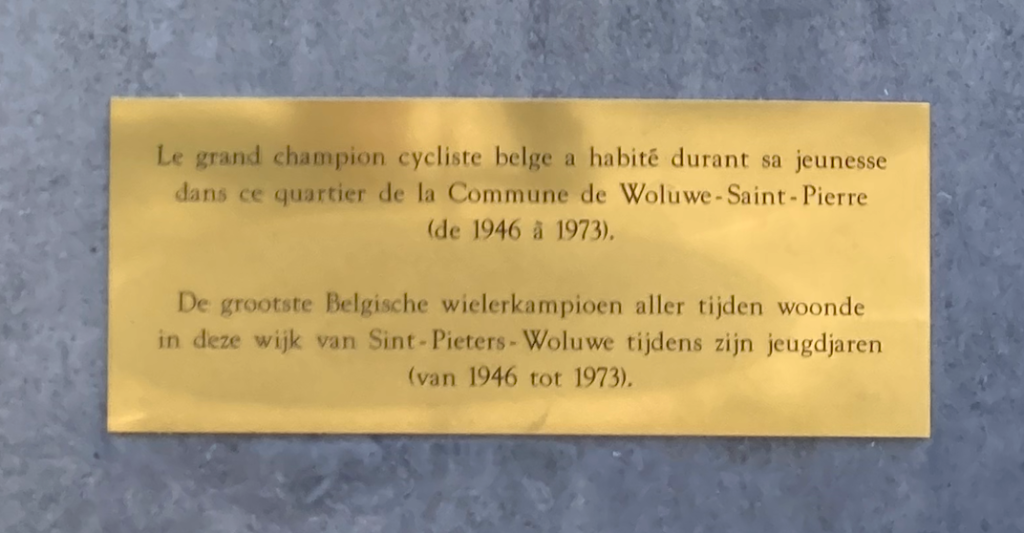 Le grand champion cycliste belge a habité durant sa jeunesse
dans ce quartier de la Commune de Woluwe-Saint-Pierre
(de 1946 à 1973).
De grootste Belgische wielerkampioen aller tijden woonde
in deze wijk van Sint-Pieters-Woluwe tijdens zijn jeugdjaren
(van 1946 tot 1973).